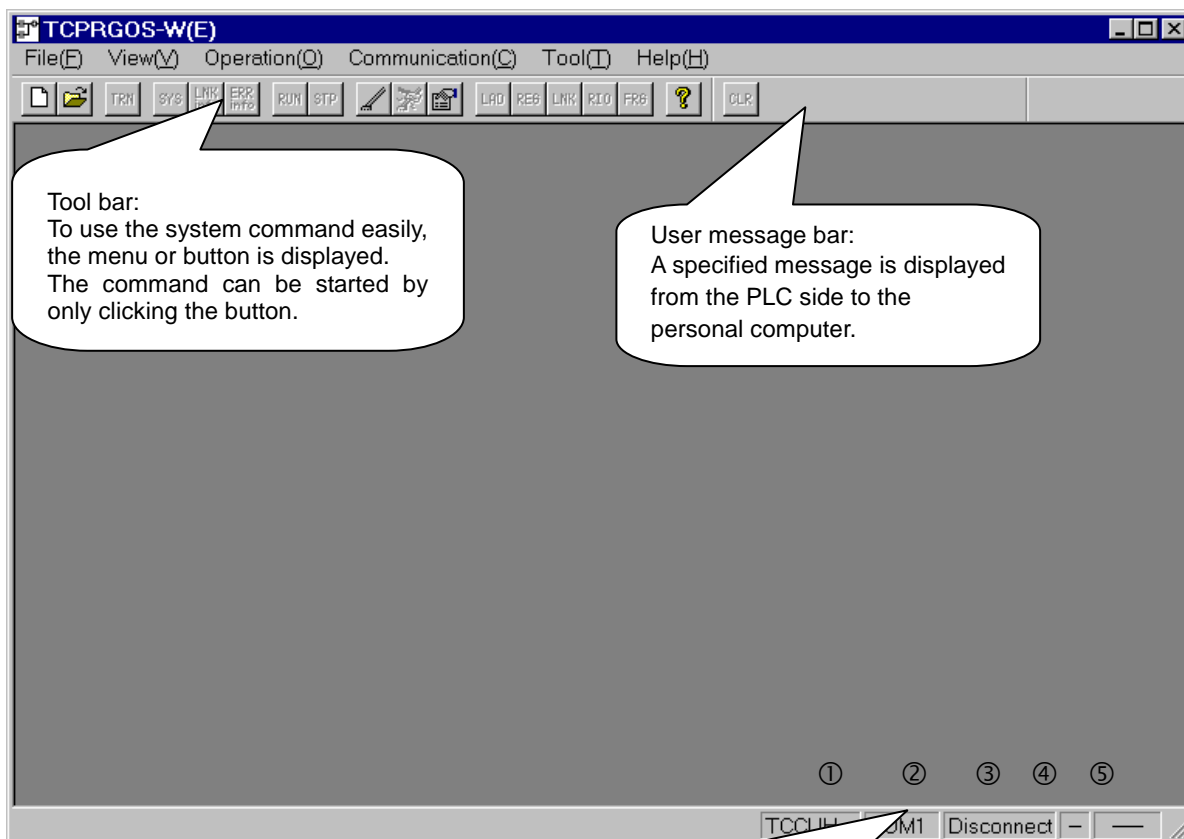 TCPRGOS-W(E)
File(F) View(V) Operation(O) Communication(C) Tool(T) Help(H)
TRN SYS LNK ERR info RUN STP LAD REG LNK RIO FRG ? CLR
Tool bar:
To use the system command easily,
the menu or button is displayed.
The command can be started by
only clicking the button.
User message bar:
A specified message is displayed
from the PLC side to the
personal computer.
① ② ③ ④ ⑤
Disconnect – —